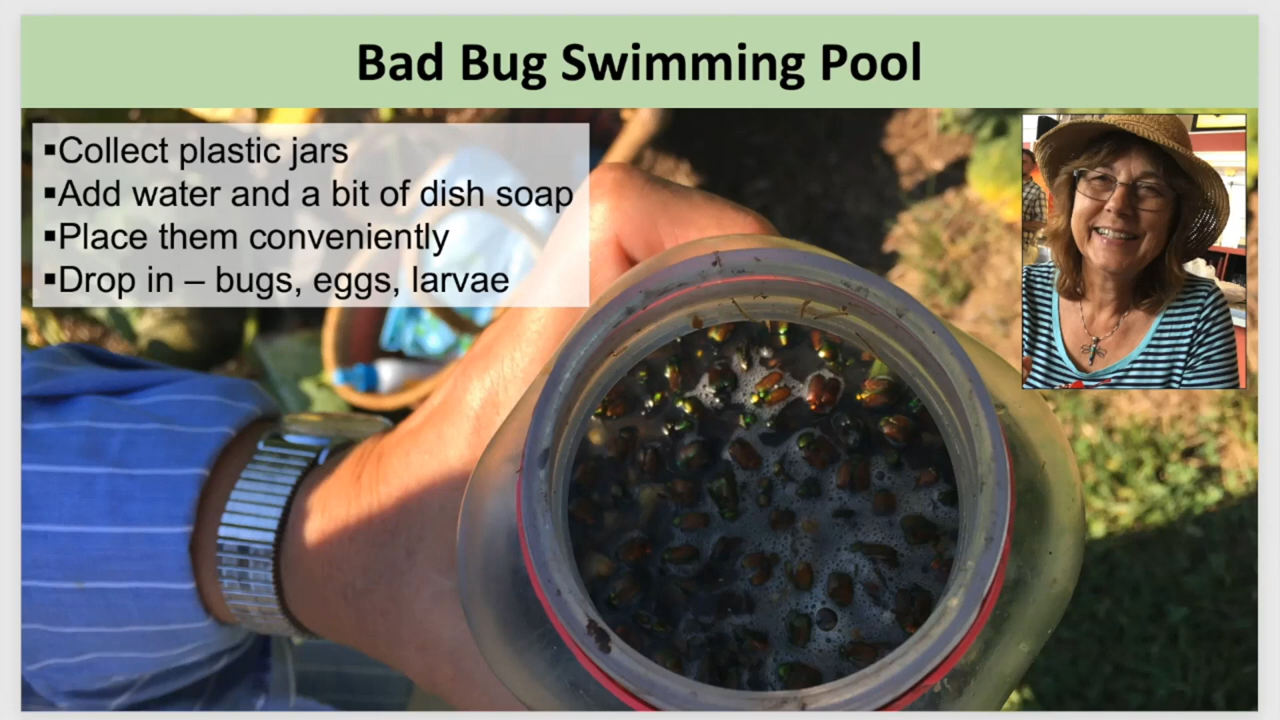 Bad Bug Swimming Pool
▪Collect plastic jars
▪Add water and a bit of dish soap
▪Place them conveniently
▪Drop in – bugs, eggs, larvae